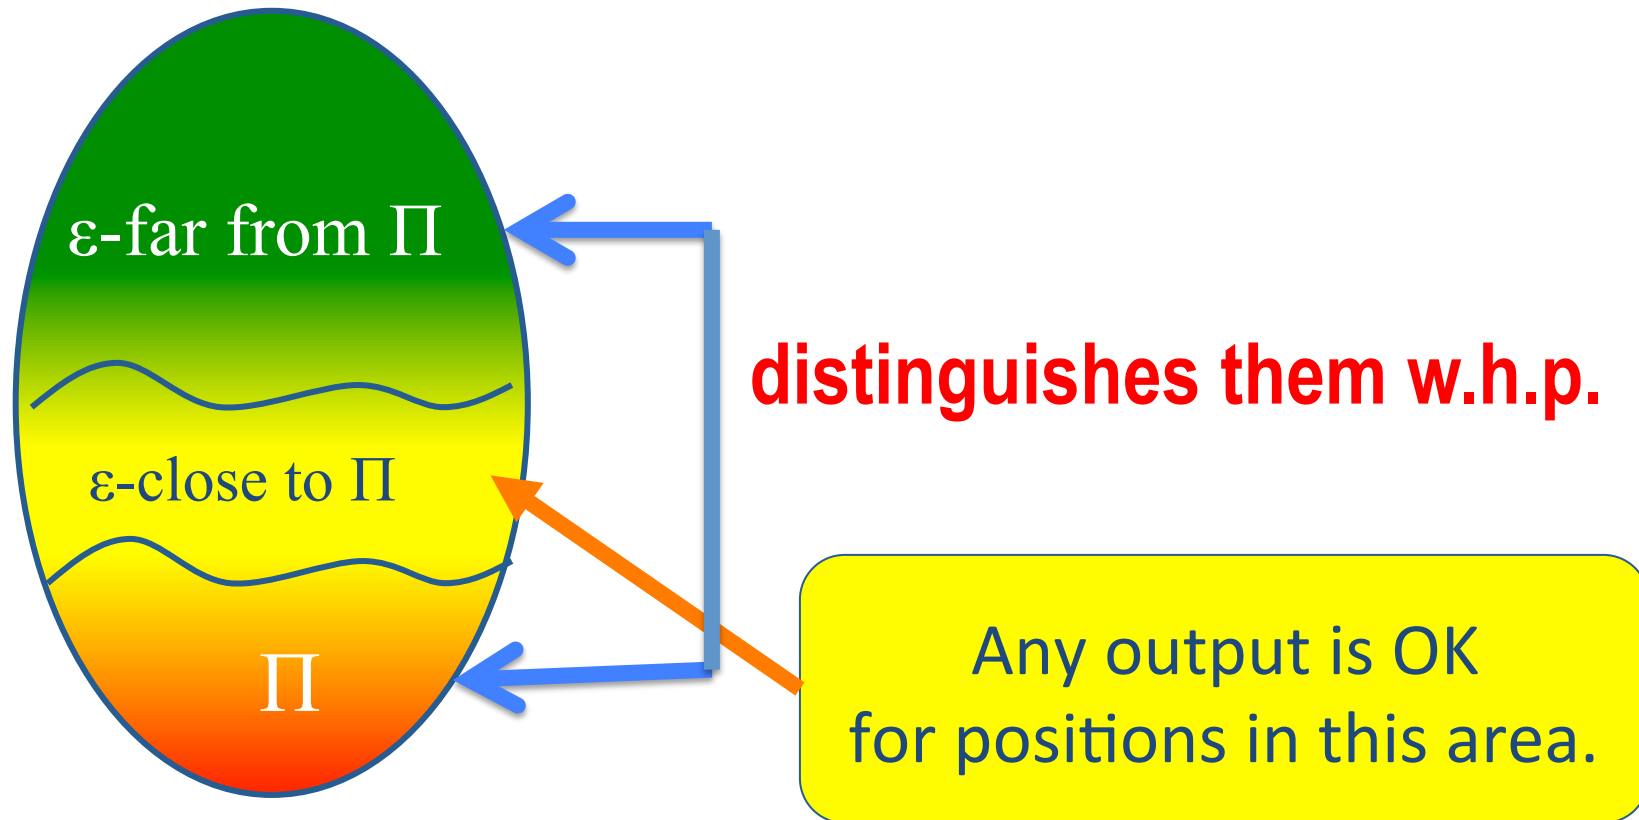 ε-far from Π
distinguishes them w.h.p.
ε-close to Π
Any output is OK
for positions in this area.
Π